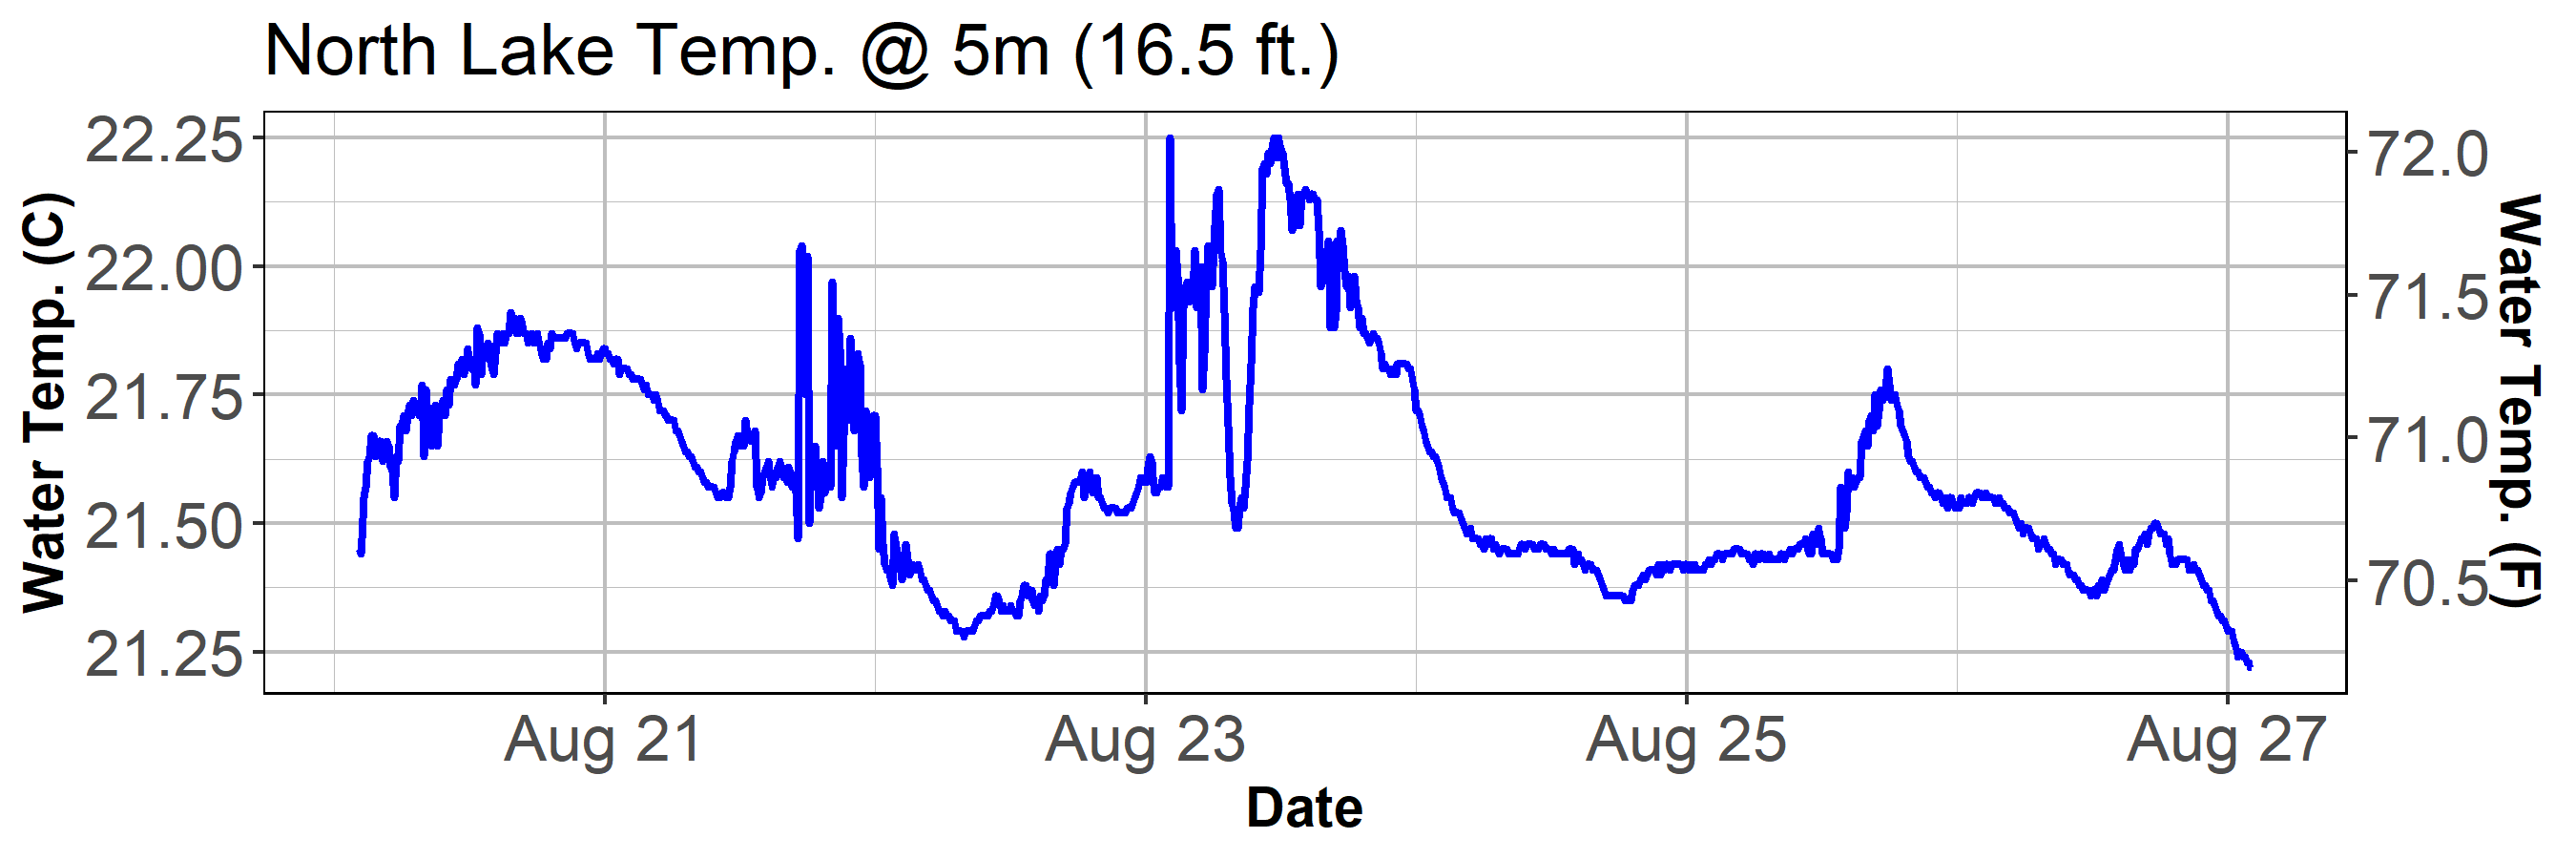 North Lake Temp. @ 5m (16.5 ft.)
Water Temp. (C)
22.25
22.00
21.75
21.50
21.25
72.0
71.5
71.0
70.5
Water Temp. (F)
Aug 21
Aug 23
Aug 25
Aug 27
Date